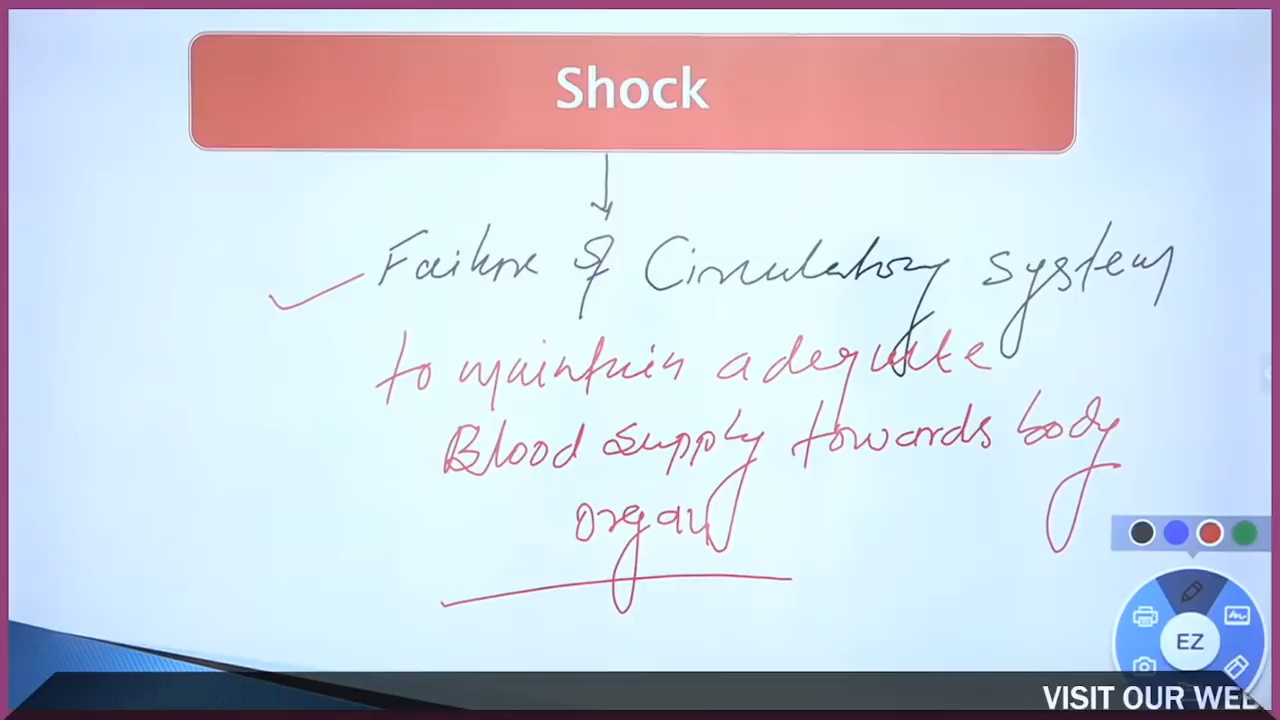 Shock
Failure of Circulatory system
to maintain adequate
Blood supply towards body
organ
EZ
VISIT OUR WEB